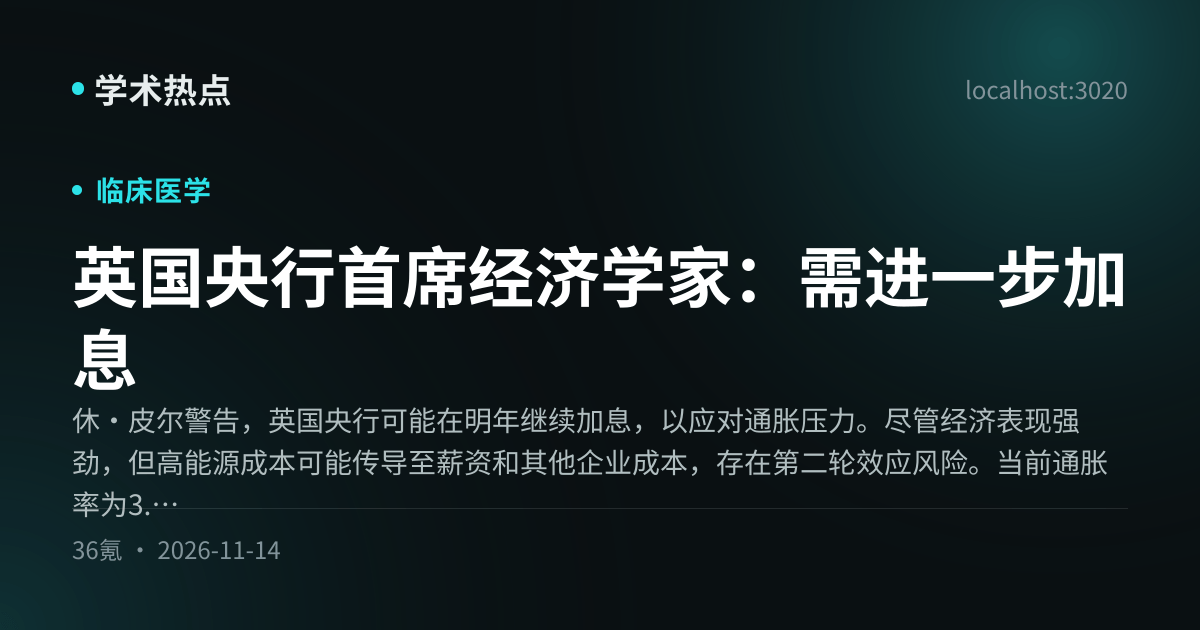 学术热点
localhost:3020
临床医学
英国央行首席经济学家：需进一步加
息
休·皮尔警告，英国央行可能在明年继续加息，以应对通胀压力。尽管经济表现强
劲，但高能源成本可能传导至薪资和其他企业成本，存在第二轮效应风险。当前通胀
率为3.…
36氪 · 2026-11-14